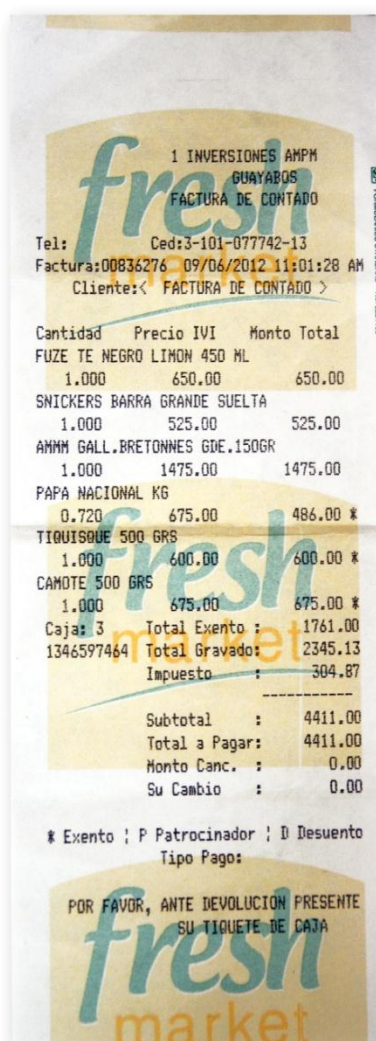 fresh
market
1 INVERSIONES AMPM
GUAYABOS
FACTURA DE CONTADO
Tel: Ced:3-101-077742-13
Factura:00836276 09/06/2012 11:01:28 AM
Cliente:< FACTURA DE CONTADO >
Cantidad Precio IVI Monto Total
FUZE TE NEGRO LIMON 450 ML
1.000 650.00 650.00
SNICKERS BARRA GRANDE SUELTA
1.000 525.00 525.00
AMMM GALL.BRETONNES GDE.150GR
1.000 1475.00 1475.00
PAPA NACIONAL KG
0.720 675.00 486.00 *
TIQUISQUE 500 GRS
1.000 600.00 600.00 *
CAMOTE 500 GRS
1.000 675.00 675.00 *
fresh
market
Caja: 3 Total Exento : 1761.00
1346597464 Total Gravado: 2345.13
Impuesto : 304.87
-----------
Subtotal : 4411.00
Total a Pagar: 4411.00
Monto Canc. : 0.00
Su Cambio : 0.00
* Exento ¦ P Patrocinador ¦ D Desuento
Tipo Pago:
POR FAVOR, ANTE DEVOLUCION PRESENTE
SU TIQUETE DE CAJA
fresh
market